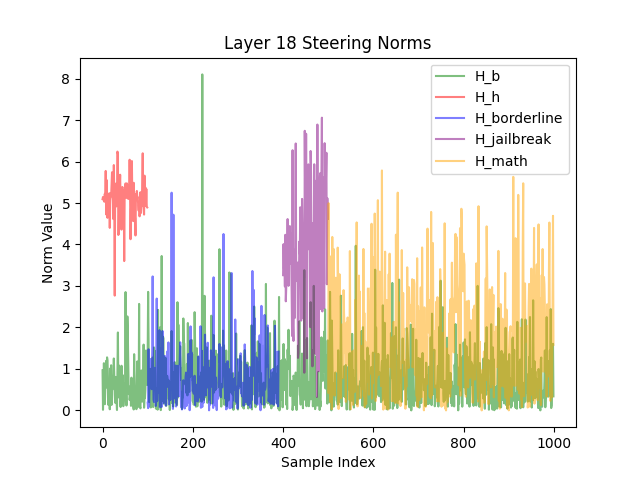 Layer 18 Steering Norms
H_b
H_h
H_borderline
H_jailbreak
H_math
Norm Value
8
7
6
5
4
3
2
1
0
0 200 400 600 800 1000
Sample Index